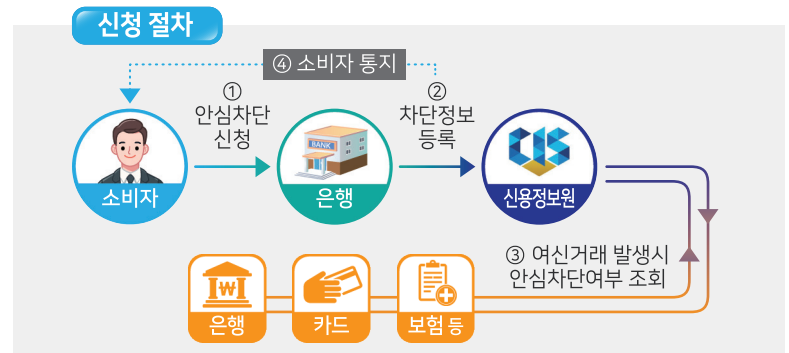 신청 절차
④ 소비자 통지
①
안심차단
신청
②
차단정보
등록
BANK
CIS
소비자
은행
신용정보원
③ 여신거래 발생시
안심차단여부 조회
₩
은행
카드
보험 등